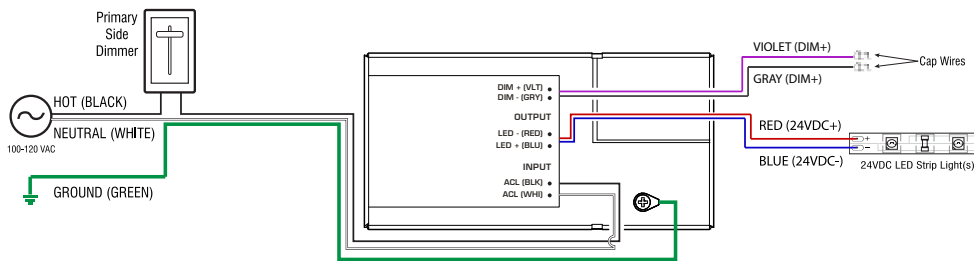 Primary
Side
Dimmer
HOT (BLACK)
NEUTRAL (WHITE)
100-120 VAC
GROUND (GREEN)
DIM + (VLT)
DIM - (GRY)
OUTPUT
LED - (RED)
LED + (BLU)
INPUT
ACL (BLK)
ACL (WHI)
VIOLET (DIM+)
GRAY (DIM+)
Cap Wires
RED (24VDC+)
BLUE (24VDC-)
+
-
24VDC LED Strip Light(s)